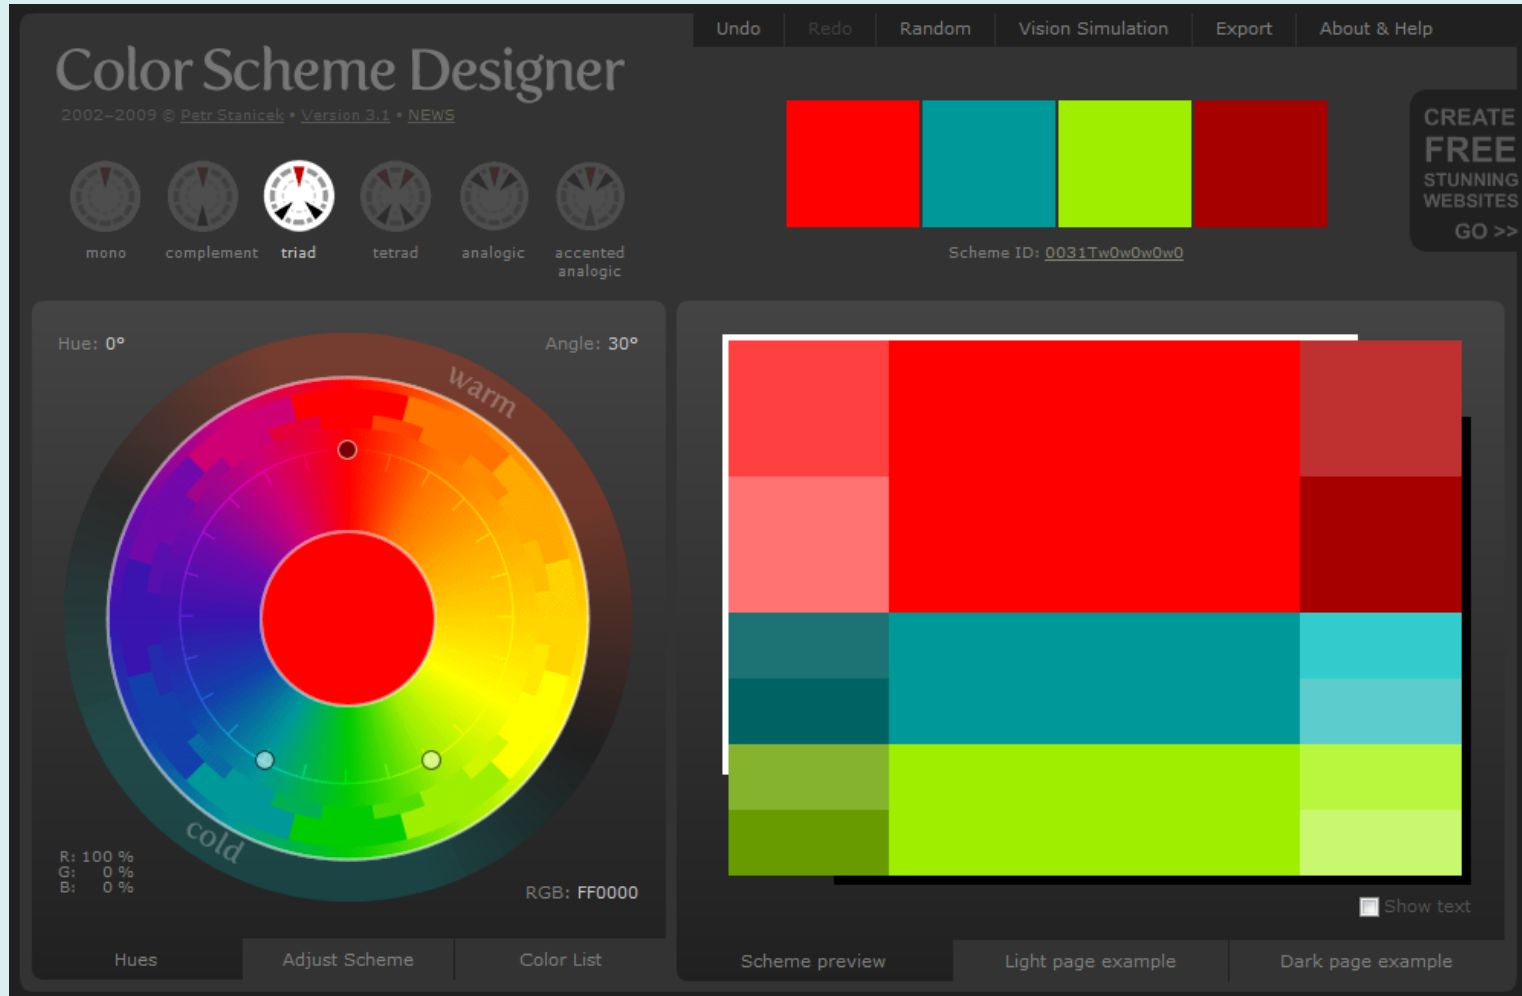 Undo Redo Random Vision Simulation Export About & Help
Color Scheme Designer
2002–2009 © Petr Stanicek • Version 3.1 • NEWS
CREATE
FREE
STUNNING
WEBSITES
GO >>
mono complement triad tetrad analogic accented
analogic
Scheme ID: 0031Tw0w0w0w0
Hue: 0° Angle: 30°
warm
cold
R: 100 %
G: 0 %
B: 0 %
RGB: FF0000
Show text
Hues Adjust Scheme Color List
Scheme preview Light page example Dark page example